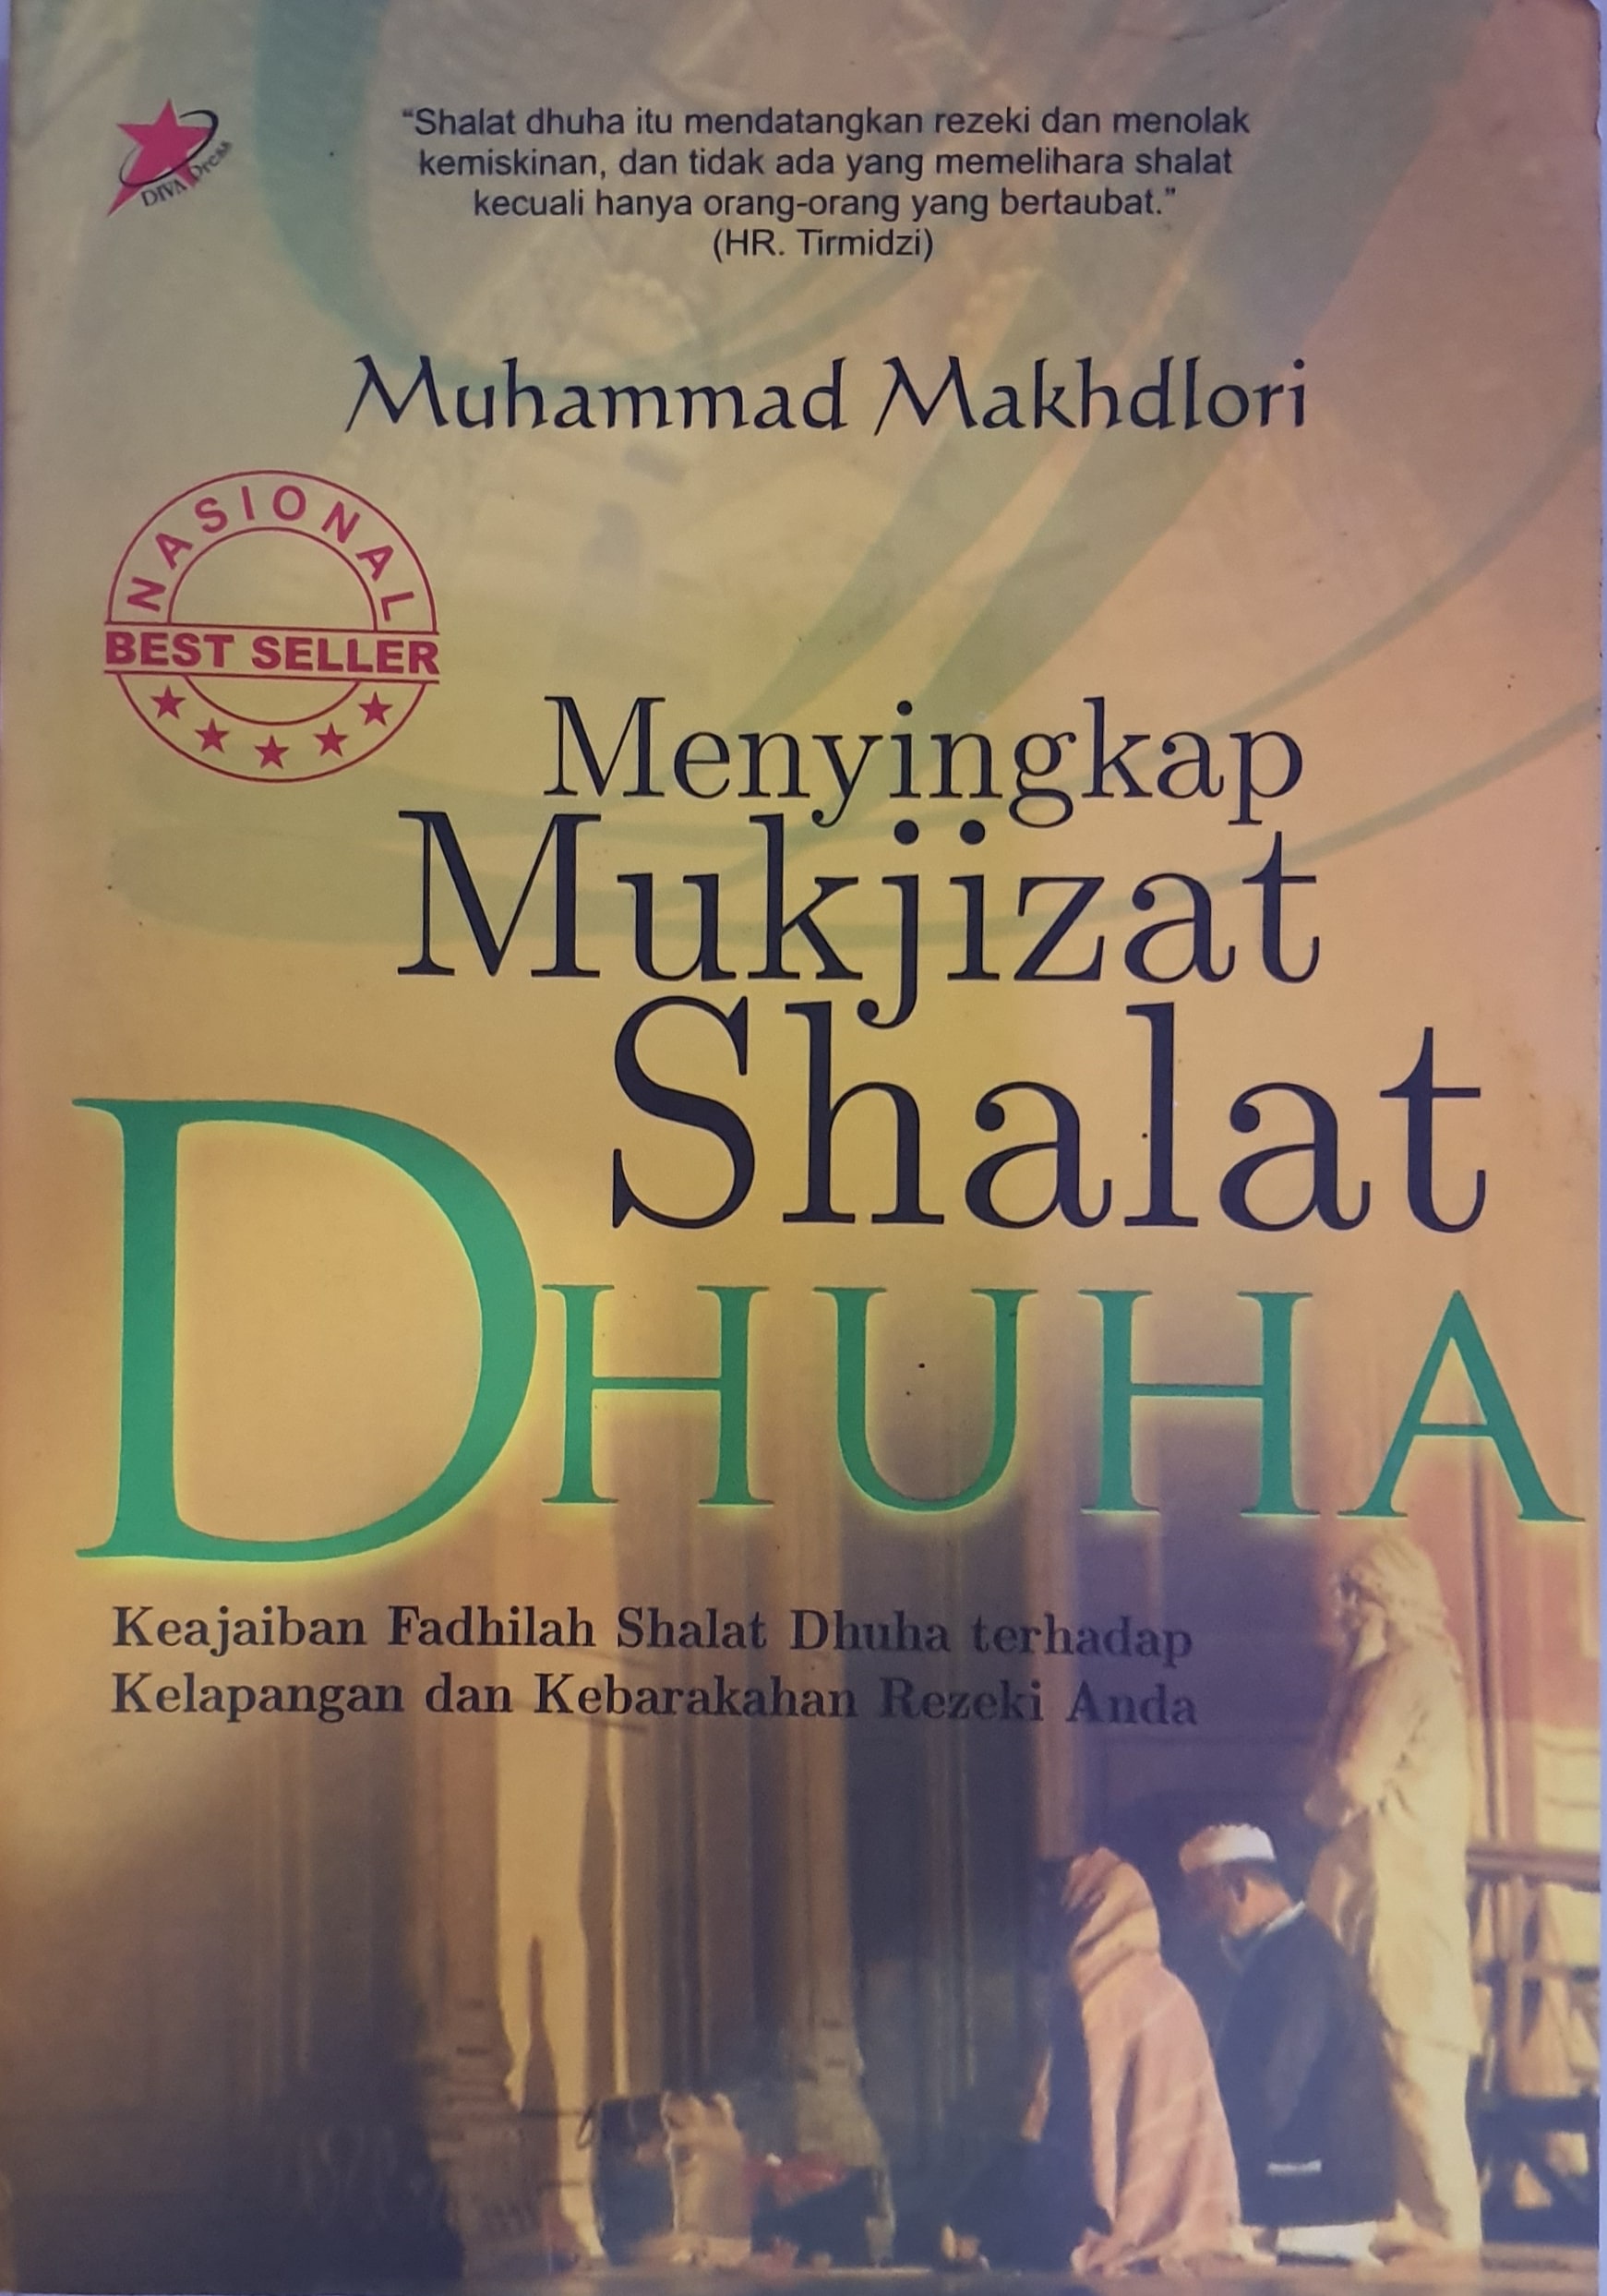 DIVA Press
“Shalat dhuha itu mendatangkan rezeki dan menolak
kemiskinan, dan tidak ada yang memelihara shalat
kecuali hanya orang-orang yang bertaubat.”
(HR. Tirmidzi)
Muhammad Makhdlori
NASIONAL
BEST SELLER
Menyingkap
Mukjizat
Shalat
DHUHA
Keajaiban Fadhilah Shalat Dhuha terhadap
Kelapangan dan Kebarakahan Rezeki Anda